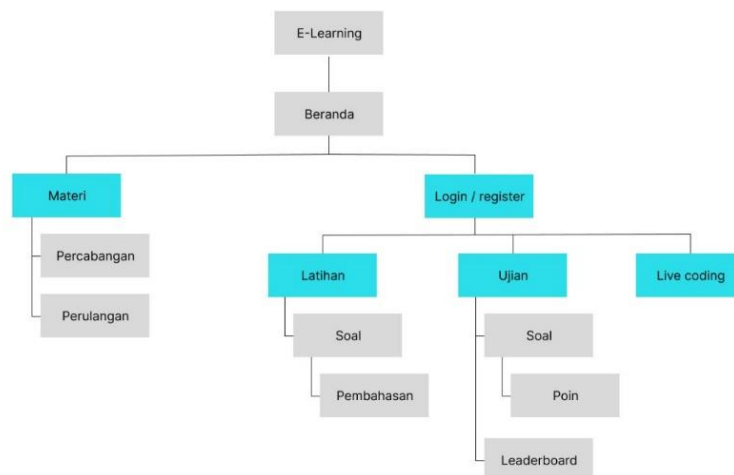 E-Learning
Beranda
Materi
Login / register
Percabangan
Perulangan
Latihan
Ujian
Live coding
Soal
Soal
Pembahasan
Poin
Leaderboard